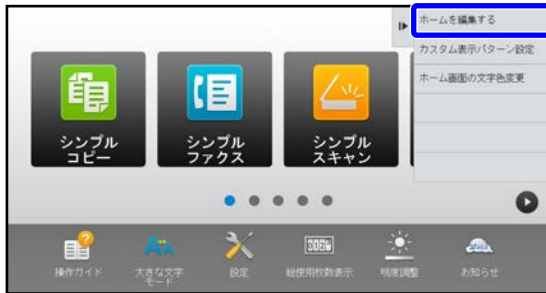 ホームを編集する
カスタム表示パターン設定
ホーム画面の文字色変更
シンプル
コピー
シンプル
ファクス
シンプル
スキャン
操作ガイド
大きな文字
モード
設定
総使用枚数表示
明度調整
お知らせ